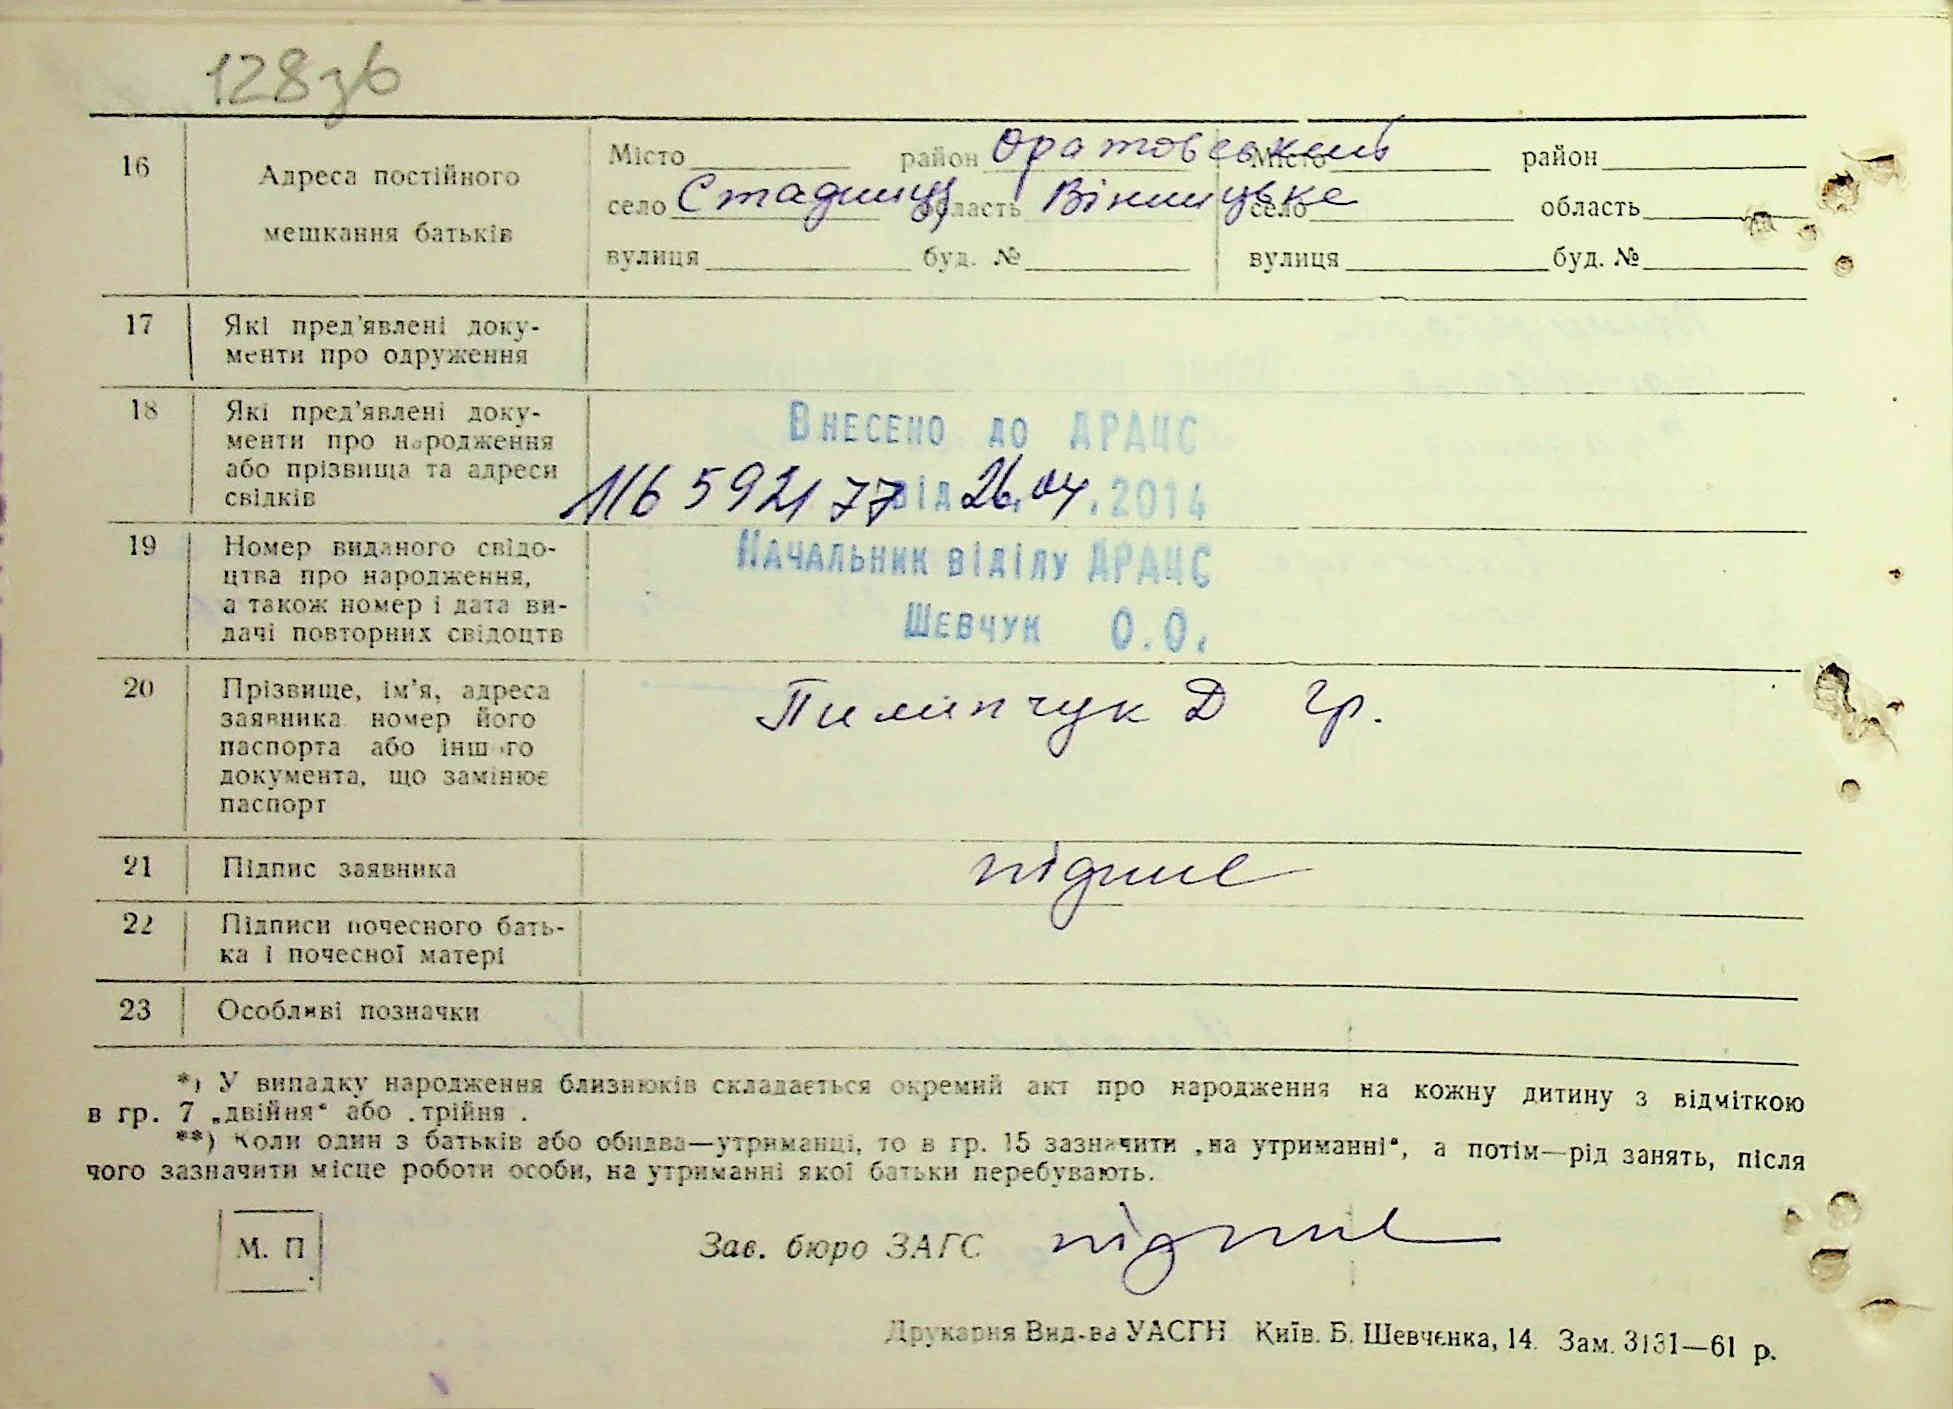 128зв
16 Адреса постійного мешкання батьків
Місто район Оратовський Місто район
село Стадниця область Вінницьке село область
вулиця буд. № вулиця буд. №
17 Які пред'явлені доку-
менти про одруження
18 Які пред'явлені доку-
менти про народження
або прізвища та адреси
свідків
Внесено до ДРАЦС
116 592177 від 26.04.2014
Начальник відділу ДРАЦС
Шевчук О.О.
19 Номер виданого свідо-
цтва про народження,
а також номер і дата ви-
дачі повторних свідоцтв
20 Прізвище, ім'я, адреса
заявника номер його
паспорта або іншого
документа, що замінює
паспорт
Пилипчук Д Гр.
21 Підпис заявника підпис
22 Підписи почесного бать-
ка і почесної матері
23 Особливі позначки
*) У випадку народження близнюків складається окремий акт про народження на кожну дитину з відміткою
в гр. 7 „двійня“ або „трійня“.
**) Коли один з батьків або обидва—утриманці, то в гр. 15 зазначити „на утриманні“, а потім—рід занять, після
чого зазначити місце роботи особи, на утриманні якої батьки перебувають.
М. П.
Зав. бюро ЗАГС підпис
Друкарня Вид-ва УАСГН Київ. Б. Шевченка, 14. Зам. 3131—61 р.